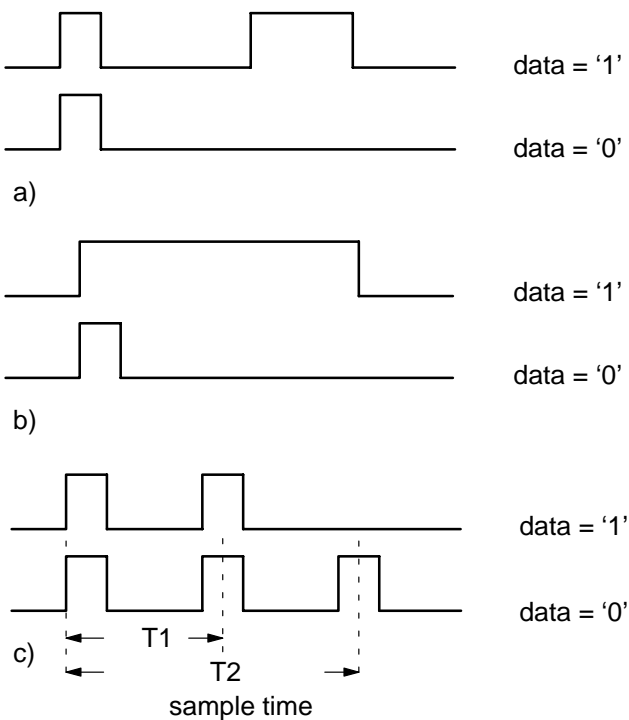 data = ‘1’
data = ‘0’
a)
data = ‘1’
data = ‘0’
b)
data = ‘1’
data = ‘0’
T1
c)
T2
sample time